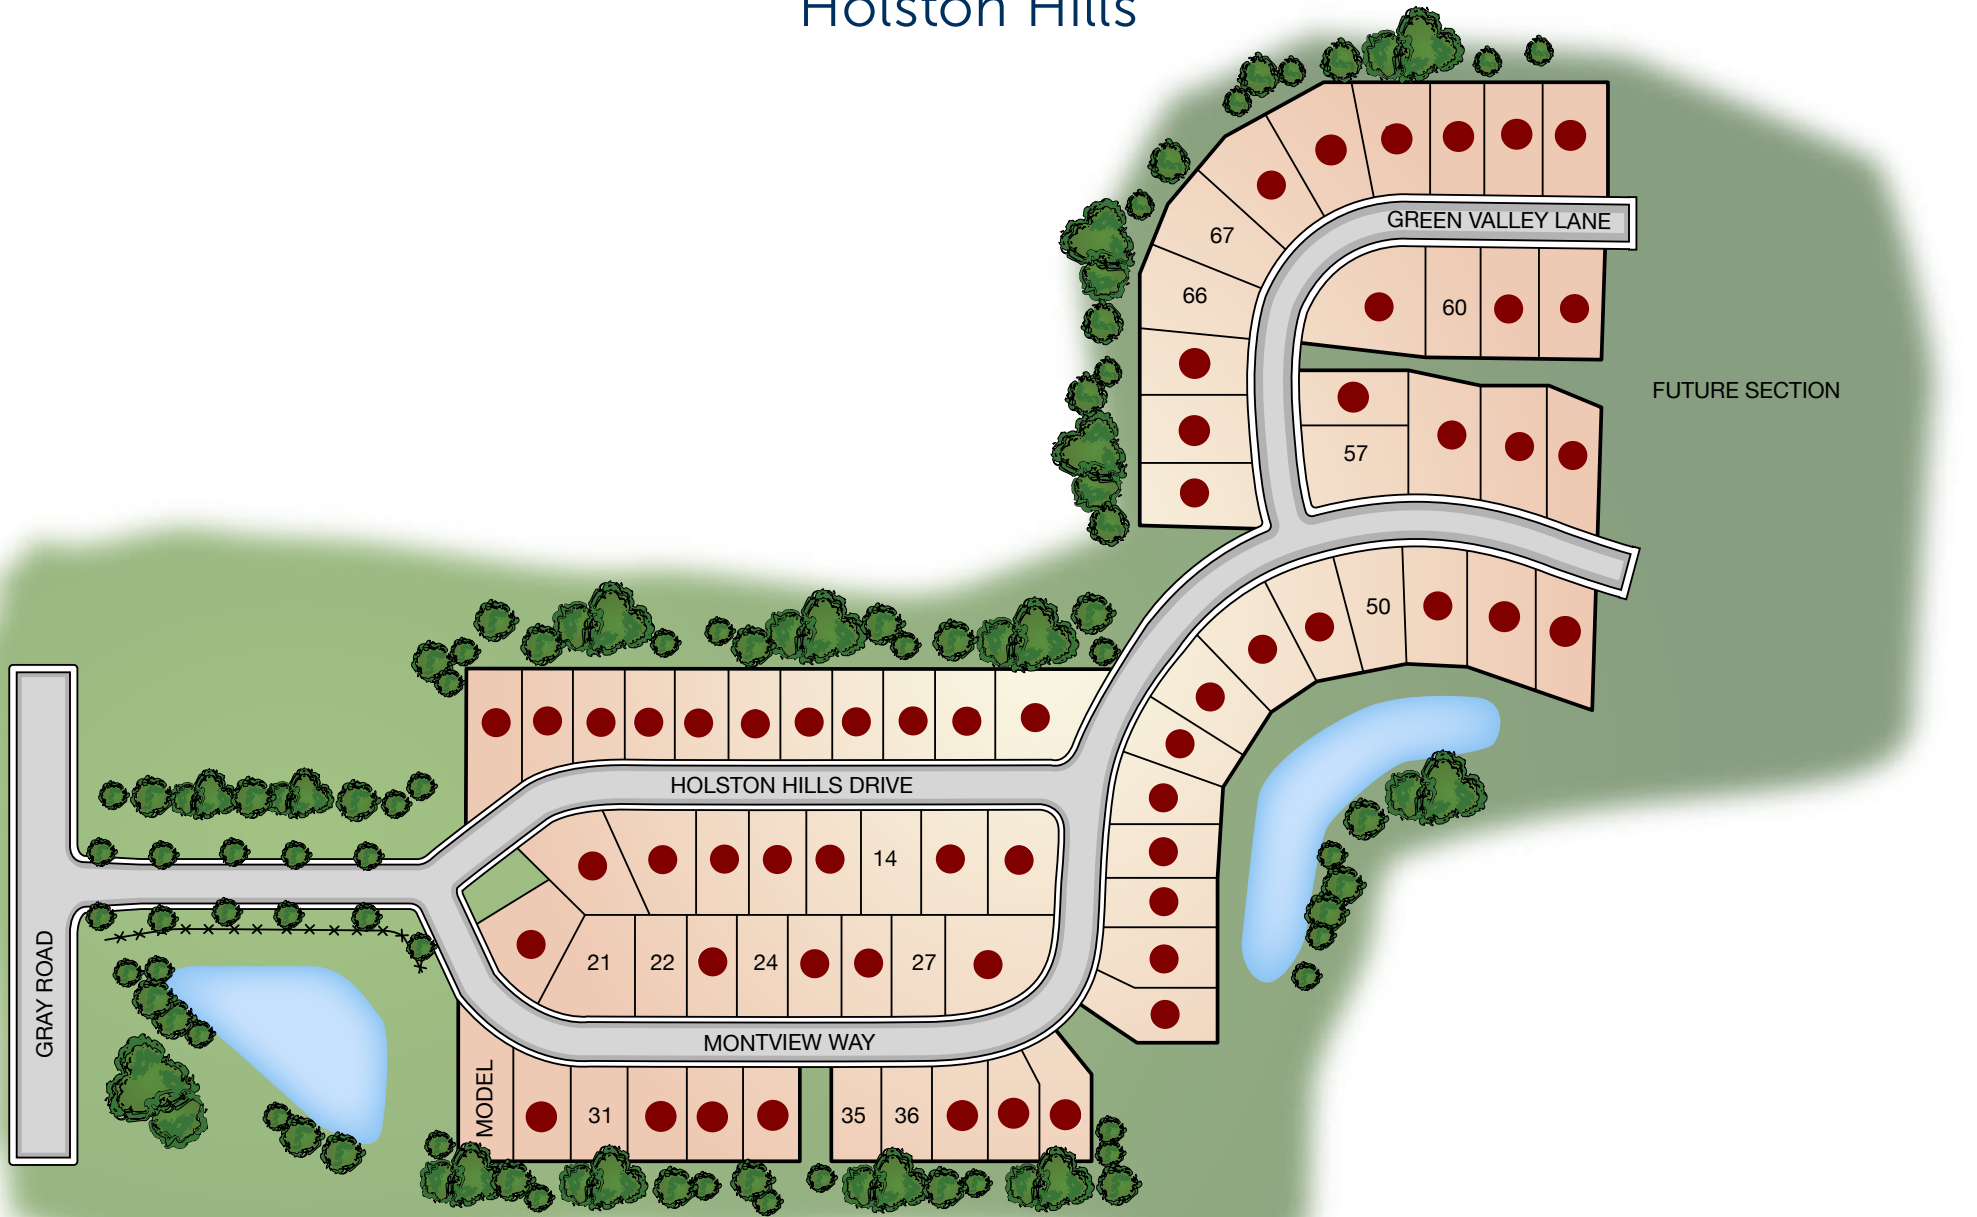 Holston Hills
GREEN VALLEY LANE
67
66
60
FUTURE SECTION
57
50
HOLSTON HILLS DRIVE
14
21
22
24
27
GRAY ROAD
MONTVIEW WAY
MODEL
31
35
36